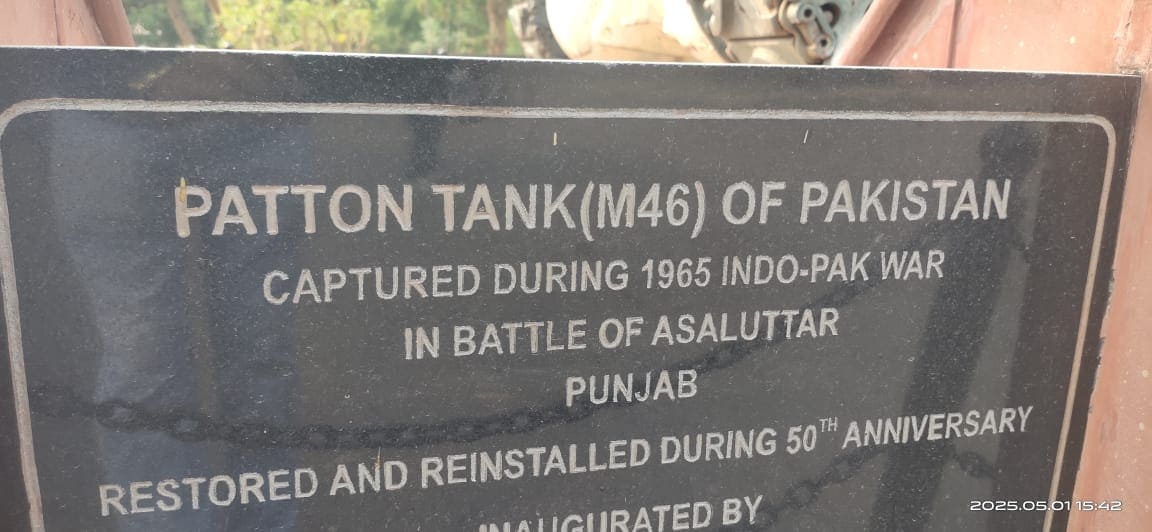 PATTON TANK(M46) OF PAKISTAN
CAPTURED DURING 1965 INDO-PAK WAR
IN BATTLE OF ASALUTTAR
PUNJAB
RESTORED AND REINSTALLED DURING 50TH ANNIVERSARY
INAUGURATED BY
2025.05.01 15:42